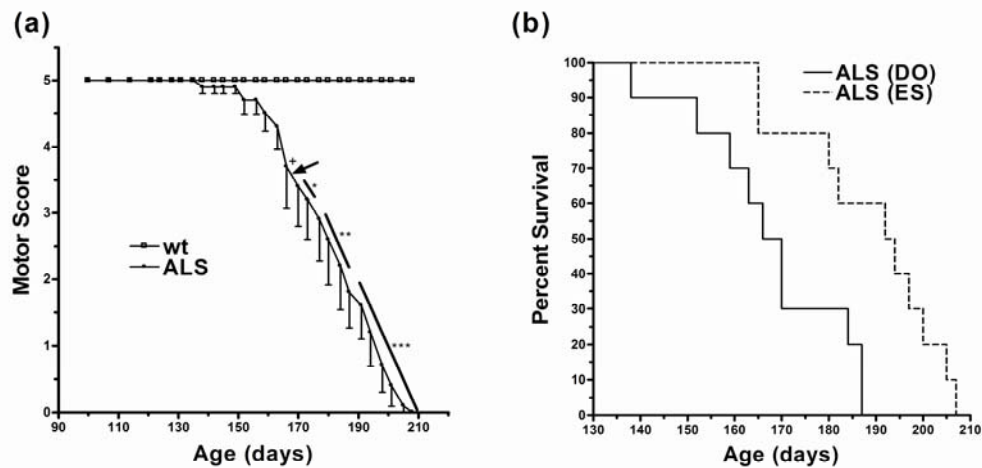 (a)
Motor Score
5
4
3
2
1
0
wt
ALS
+
*
**
***
90 110 130 150 170 190 210
Age (days)
(b)
Percent Survival
100
90
80
70
60
50
40
30
20
10
0
ALS (DO)
ALS (ES)
130 140 150 160 170 180 190 200 210
Age (days)